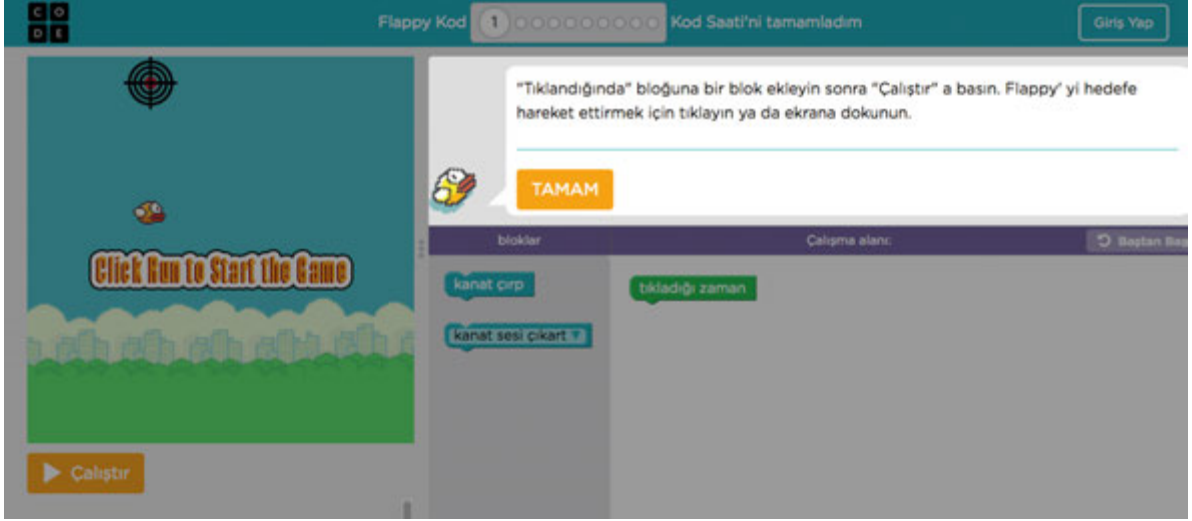 C O
D E
Flappy Kod 1 Kod Saati'ni tamamladım
Giriş Yap
"Tıklandığında" bloğuna bir blok ekleyin sonra "Çalıştır" a basın. Flappy' yi hedefe
hareket ettirmek için tıklayın ya da ekrana dokunun.
TAMAM
Click Run to Start the Game
bloklar
Çalışma alanı:
Baştan Baş
kanat çırp
kanat sesi çıkart
tıkladığı zaman
Çalıştır